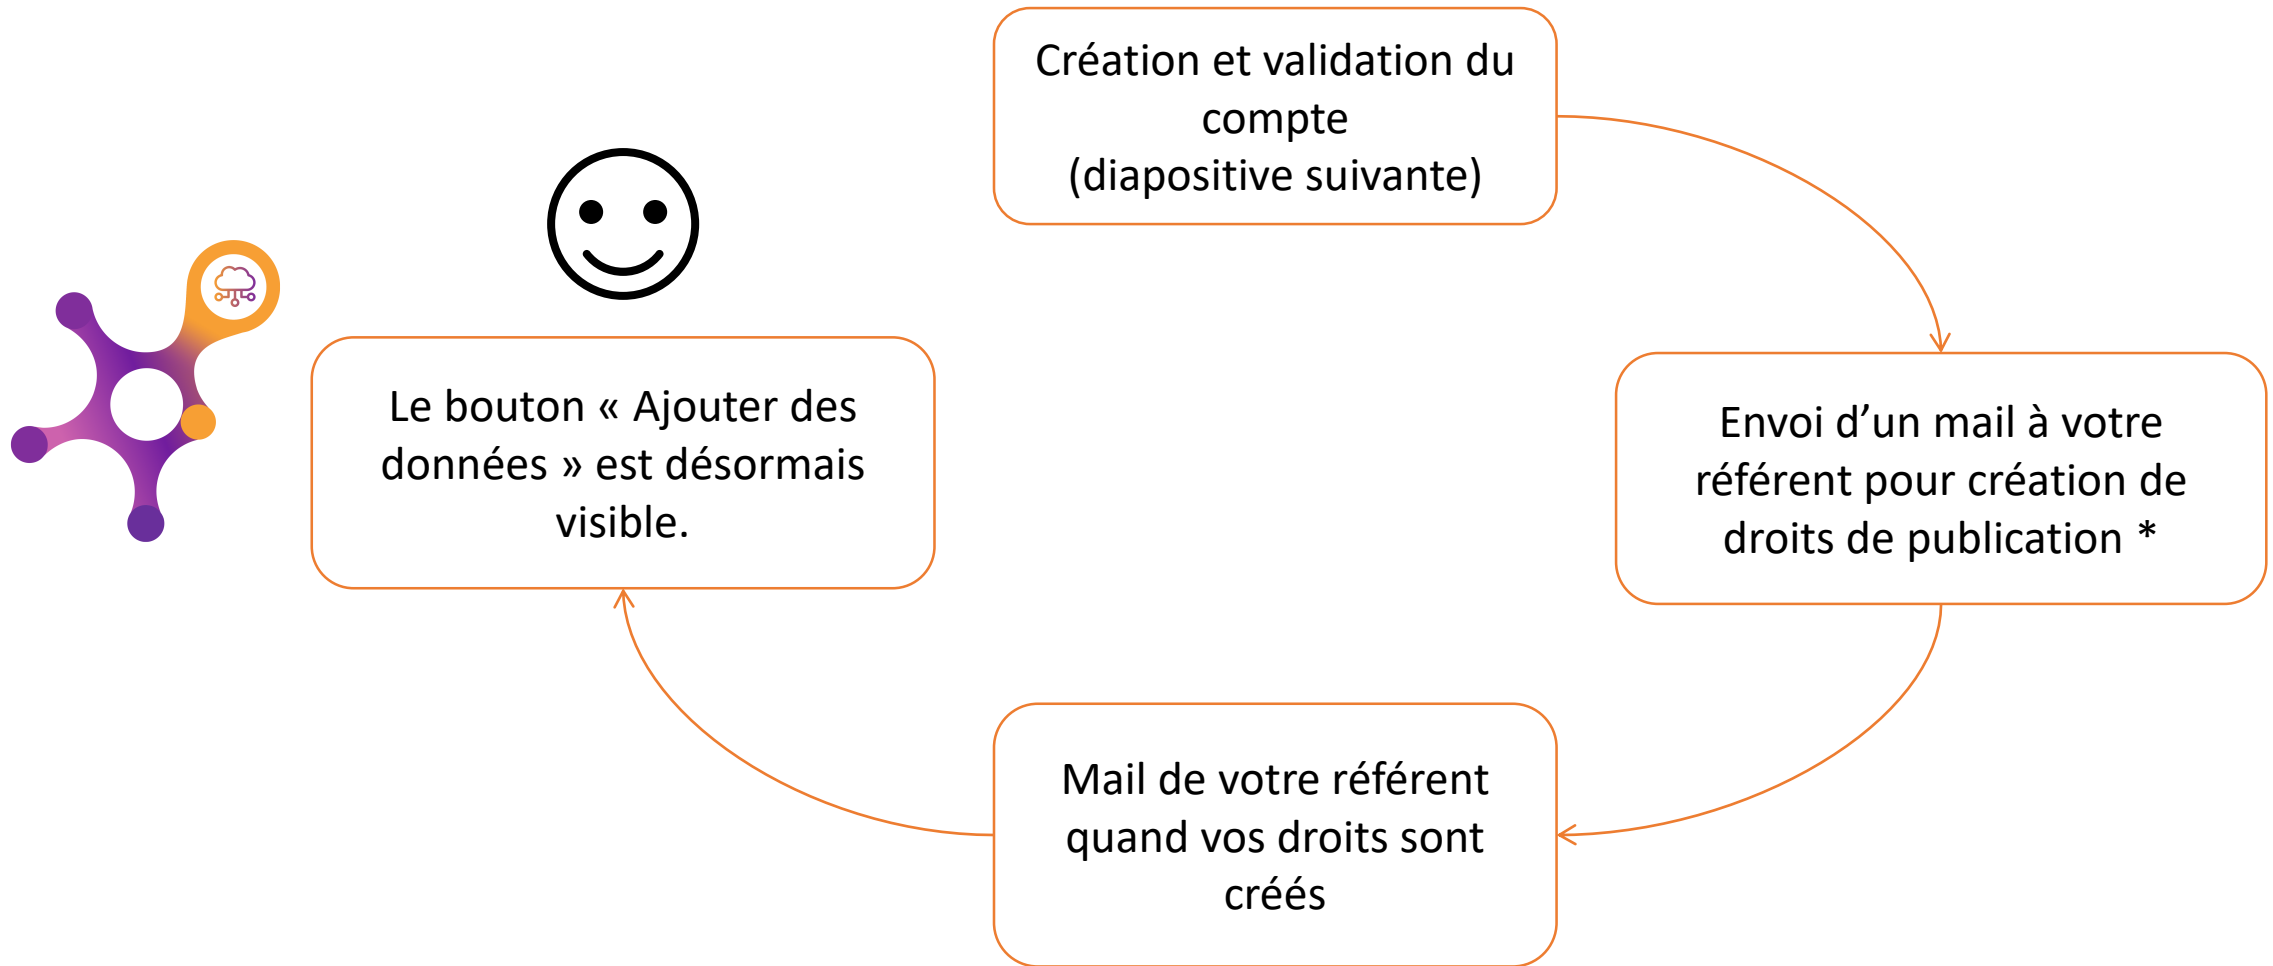 Création et validation du
compte
(diapositive suivante)
Envoi d’un mail à votre
référent pour création de
droits de publication *
Mail de votre référent
quand vos droits sont
créés
Le bouton « Ajouter des
données » est désormais
visible.